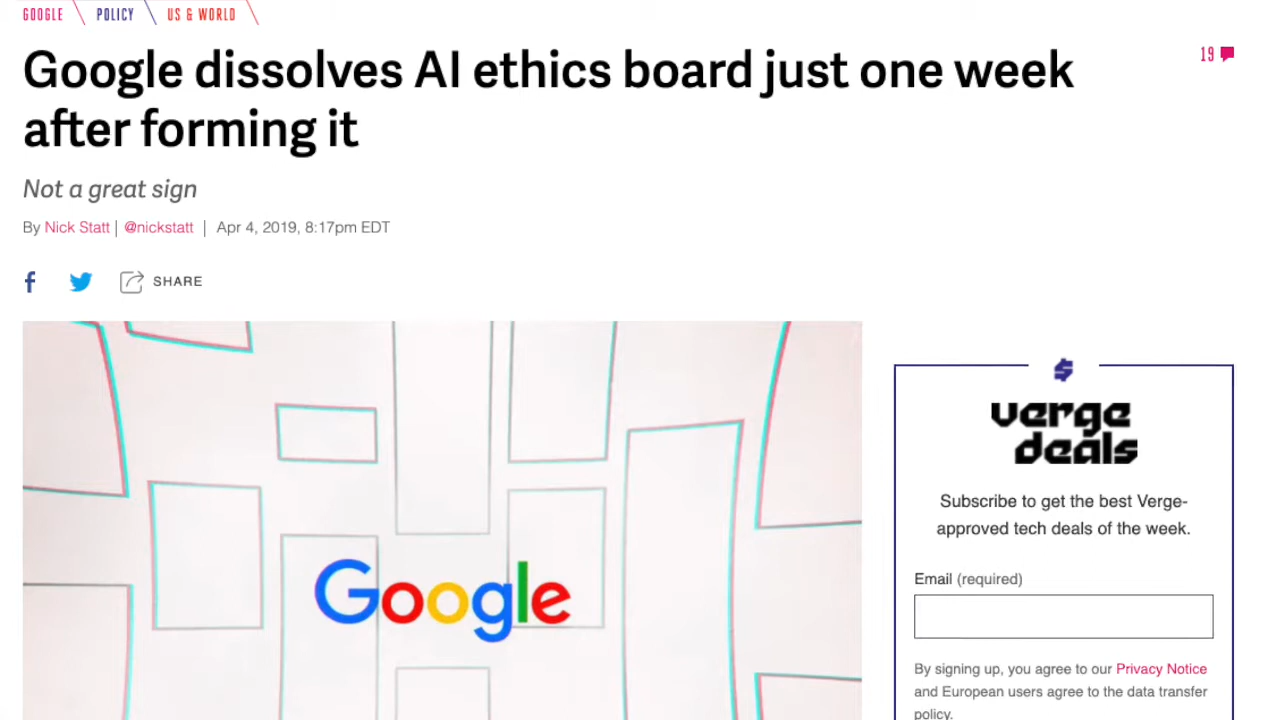 GOOGLE POLICY US & WORLD
Google dissolves AI ethics board just one week
after forming it
19
Not a great sign
By Nick Statt | @nickstatt | Apr 4, 2019, 8:17pm EDT
SHARE
Google
verge
deals
Subscribe to get the best Verge-
approved tech deals of the week.
Email (required)
By signing up, you agree to our Privacy Notice
and European users agree to the data transfer
policy.